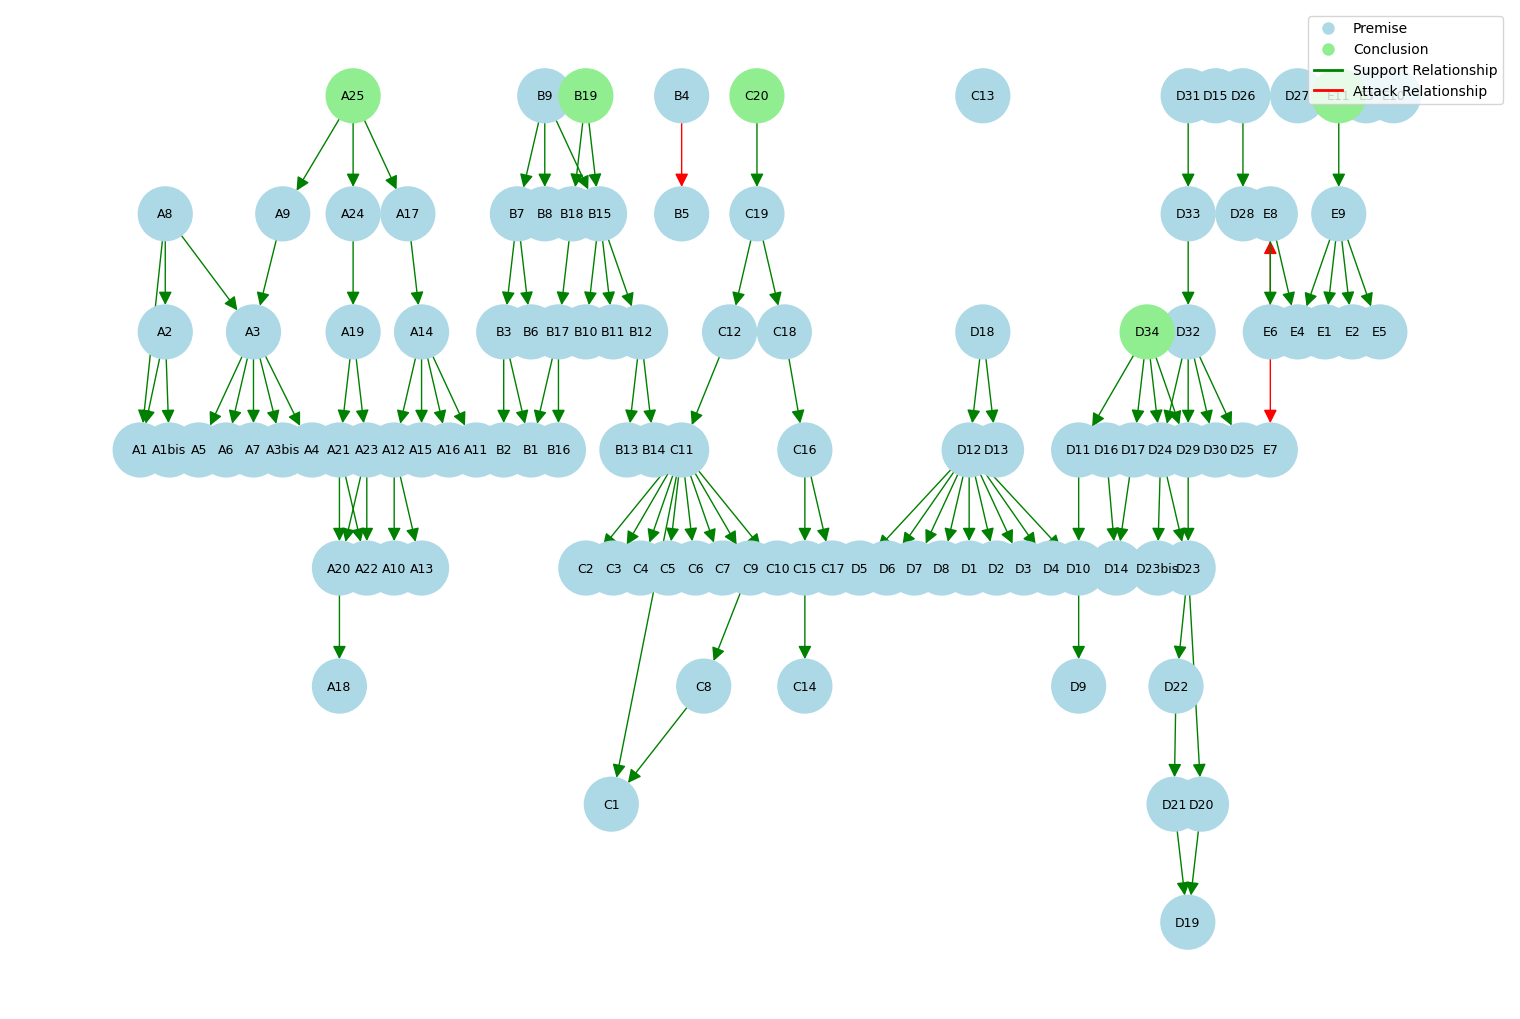 Premise
Conclusion
Support Relationship
Attack Relationship
A25 B9 B19 B4 C20 C13 D31 D15 D26 D27 E11
A8 A9 A24 A17 B7 B8 B18 B15 B5 C19 D33 D28 E8 E9
A2 A3 A19 A14 B3 B6 B17 B10 B11 B12 C12 C18 D18 D34 D32 E6 E4 E1 E2 E5
A1 A1bis A5 A6 A7 A3bis A4 A21 A23 A12 A15 A16 A11 B2 B1 B16 B13 B14 C11 C16 D12 D13 D11 D16 D17 D24 D29 D30 D25 E7
A20 A22 A10 A13 C2 C3 C4 C5 C6 C7 C9 C10 C15 C17 D5 D6 D7 D8 D1 D2 D3 D4 D10 D14 D23bis D23
A18 C8 C14 D9 D22
C1 D21 D20
D19